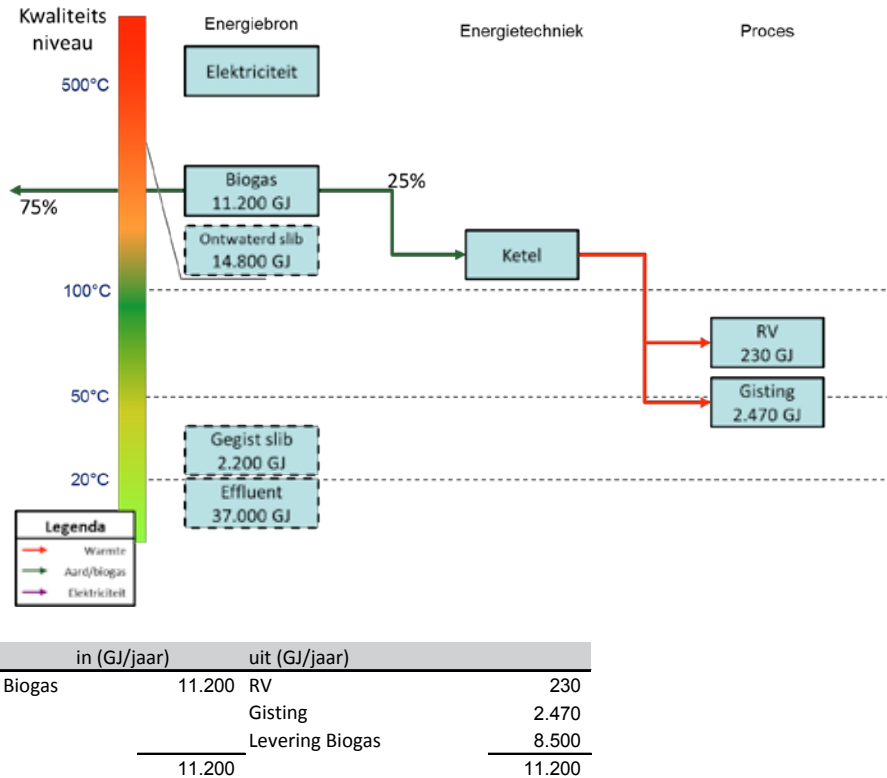 Kwaliteits
niveau
Energiebron
Energietechniek
Proces
Elektriciteit
500°C
Biogas
11.200 GJ
25%
75%
Ontwaterd slib
14.800 GJ
Ketel
100°C
RV
230 GJ
50°C
Gisting
2.470 GJ
Gegist slib
2.200 GJ
20°C
Effluent
37.000 GJ
Legenda
Warmte
Aard/biogas
Elektriciteit
in (GJ/jaar) uit (GJ/jaar)
Biogas 11.200 RV 230
Gisting 2.470
Levering Biogas 8.500
11.200 11.200